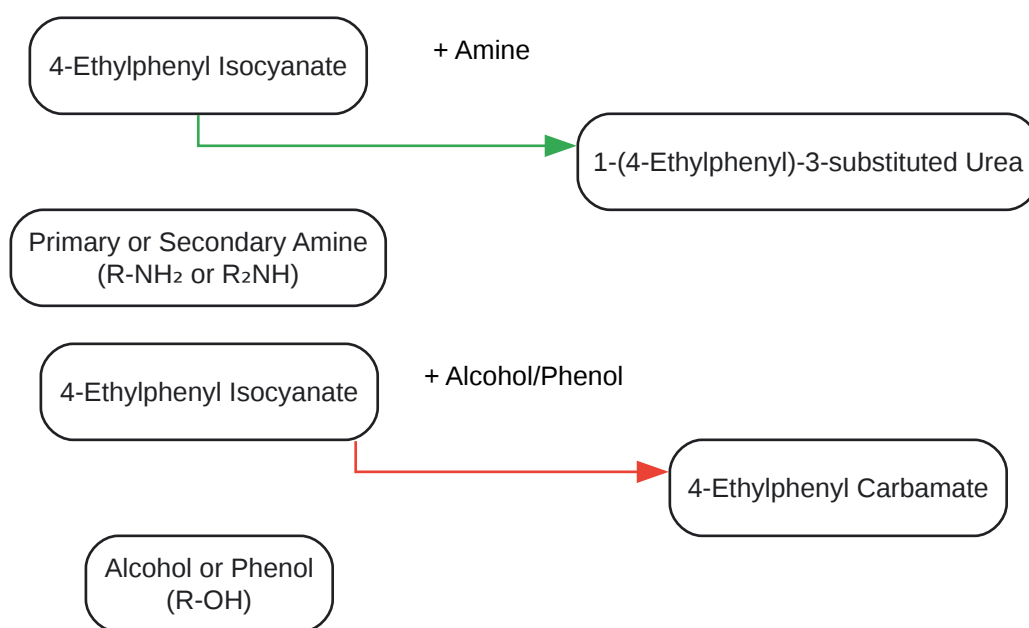 4-Ethylphenyl Isocyanate
+ Amine
1-(4-Ethylphenyl)-3-substituted Urea
Primary or Secondary Amine
(R-NH₂ or R₂NH)
4-Ethylphenyl Isocyanate
+ Alcohol/Phenol
4-Ethylphenyl Carbamate
Alcohol or Phenol
(R-OH)